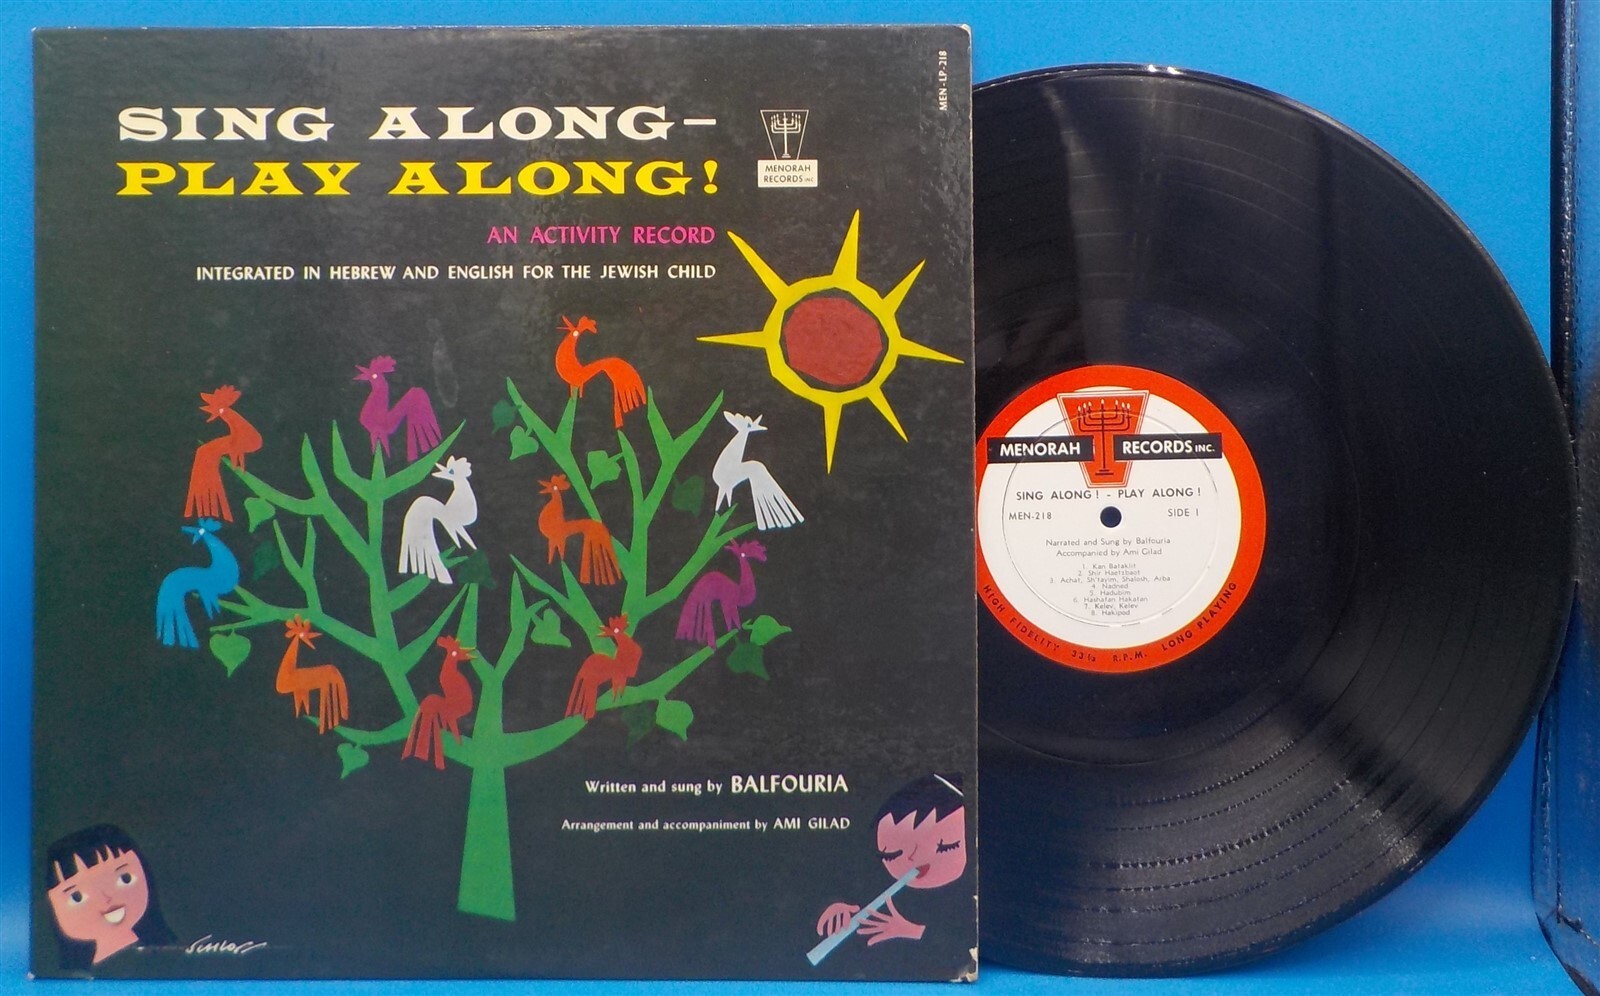 MEN-LP-218
SING ALONG-
PLAY ALONG!
MENORAH
RECORDS INC
AN ACTIVITY RECORD
INTEGRATED IN HEBREW AND ENGLISH FOR THE JEWISH CHILD
Written and sung by BALFOURIA
Arrangement and accompaniment by AMI GILAD
MENORAH RECORDS INC.
SING ALONG! - PLAY ALONG!
MEN-218 SIDE 1
Narrated and Sung by Balfouria
Accompanied by Ami Gilad
1. Kan Bataklit
2. Shir Haetzbaot
3. Achat, Sh'tayim, Shalosh, Arba
4. Nadned
5. Hadubim
6. Hashafan Hakatan
7. Kelev, Kelev
8. Hakipod
HIGH FIDELITY 33⅓ R.P.M. LONG PLAYING